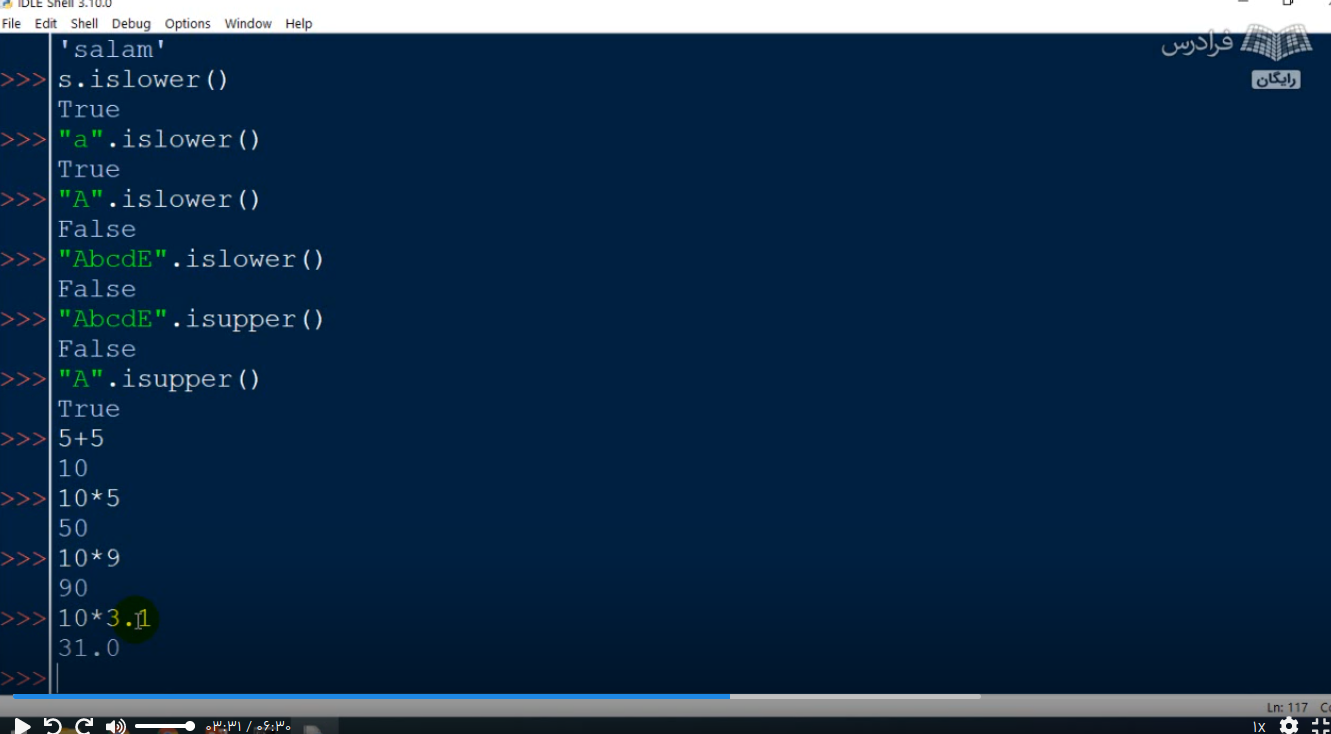 IDLE Shell 3.10.0
File Edit Shell Debug Options Window Help
فرادرس
رایگان
'salam'
>>> s.islower()
True
>>> "a".islower()
True
>>> "A".islower()
False
>>> "AbcdE".islower()
False
>>> "AbcdE".isupper()
False
>>> "A".isupper()
True
>>> 5+5
10
>>> 10*5
50
>>> 10*9
90
>>> 10*3.1
31.0
>>>
Ln: 117
۰۳:۳۱ / ۰۶:۳۰
1x